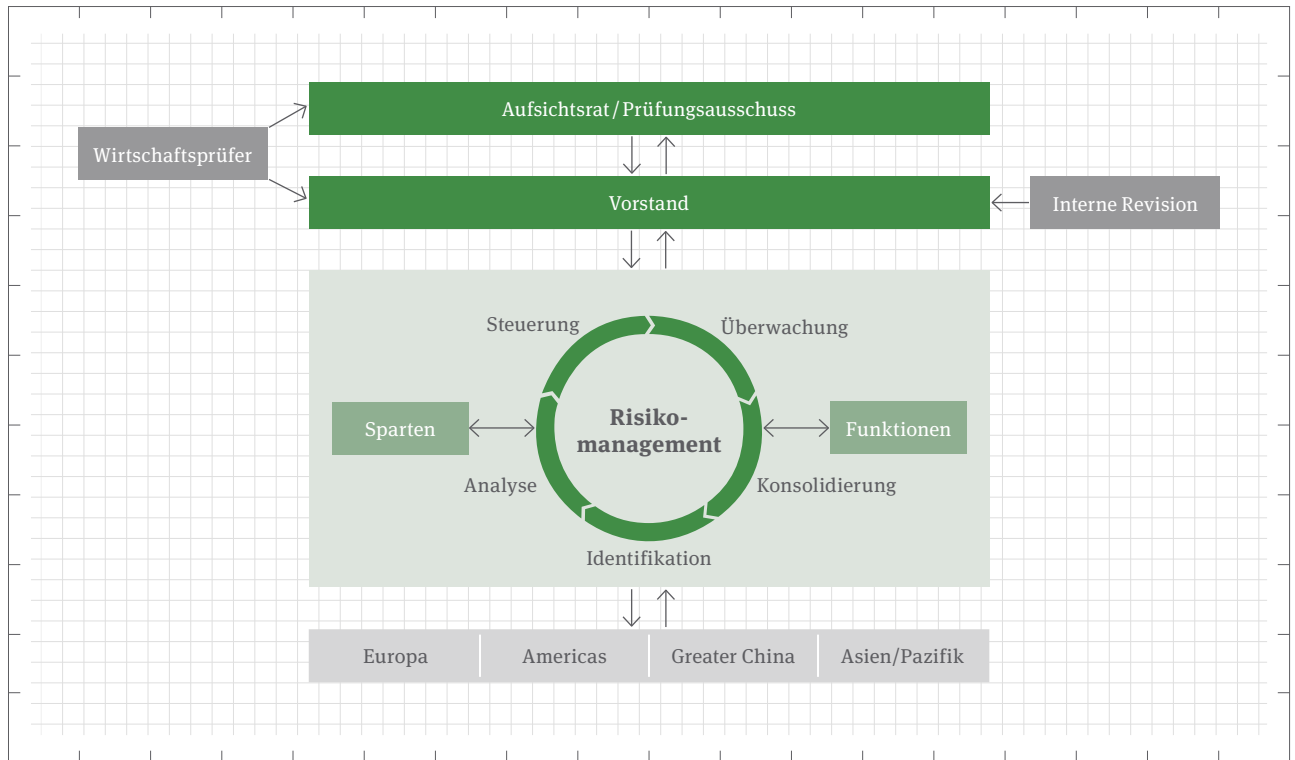 Aufsichtsrat / Prüfungsausschuss
Wirtschaftsprüfer
Vorstand
Interne Revision
Steuerung
Überwachung
Sparten
Risiko-
management
Funktionen
Analyse
Konsolidierung
Identifikation
Europa
Americas
Greater China
Asien/Pazifik